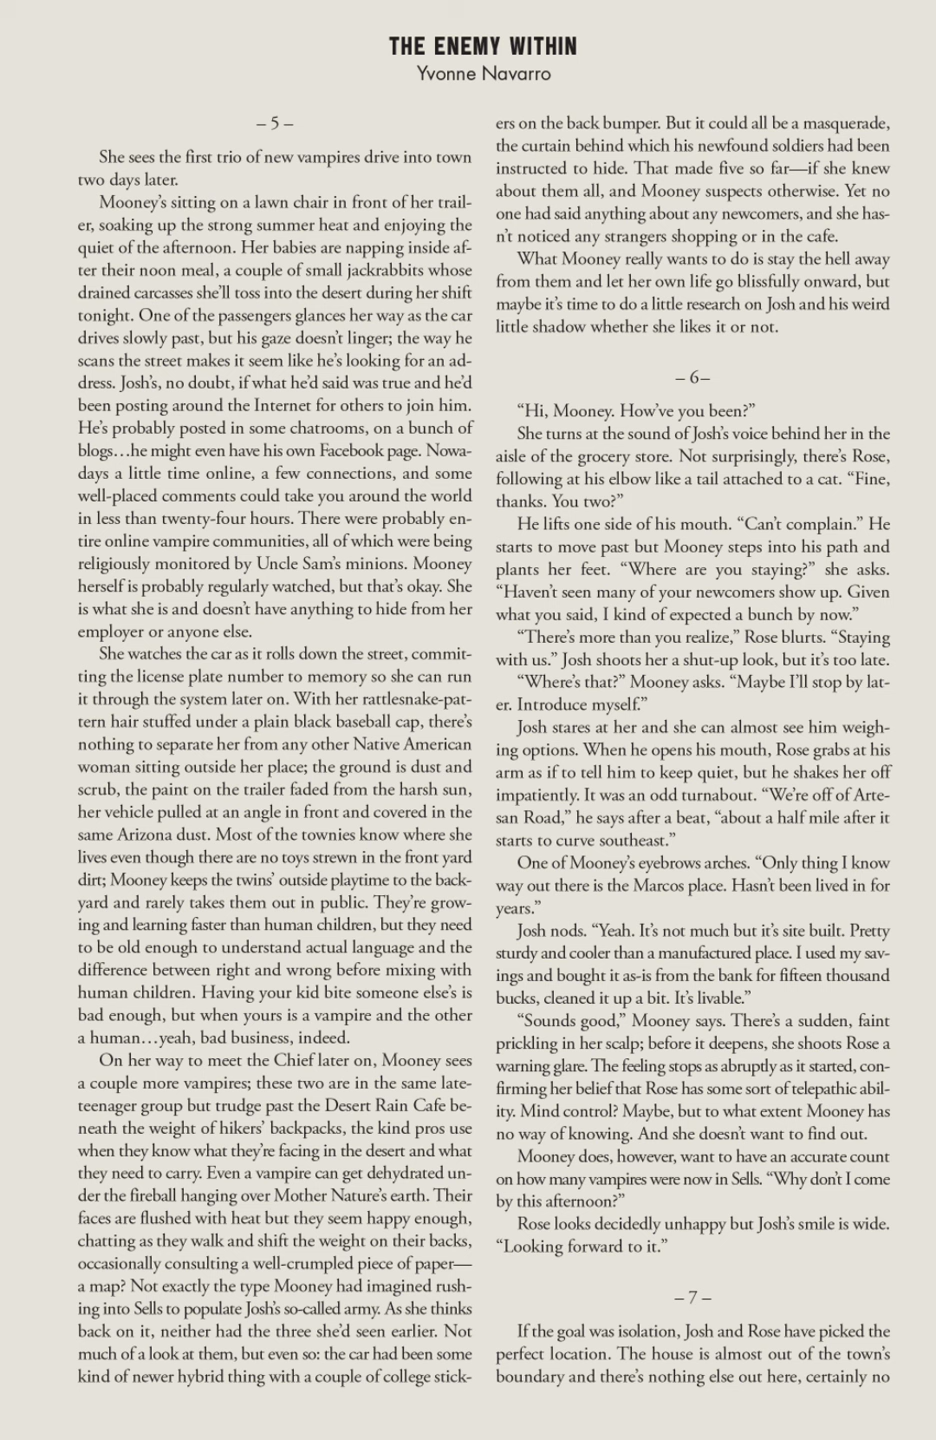 THE ENEMY WITHIN
Yvonne Navarro
– 5 –
She sees the first trio of new vampires drive into town
two days later.
Mooney’s sitting on a lawn chair in front of her trail-
er, soaking up the strong summer heat and enjoying the
quiet of the afternoon. Her babies are napping inside af-
ter their noon meal, a couple of small jackrabbits whose
drained carcasses she’ll toss into the desert during her shift
tonight. One of the passengers glances her way as the car
drives slowly past, but his gaze doesn’t linger; the way he
scans the street makes it seem like he’s looking for an ad-
dress. Josh’s, no doubt, if what he’d said was true and he’d
been posting around the Internet for others to join him.
He’s probably posted in some chatrooms, on a bunch of
blogs…he might even have his own Facebook page. Nowa-
days a little time online, a few connections, and some
well-placed comments could take you around the world
in less than twenty-four hours. There were probably en-
tire online vampire communities, all of which were being
religiously monitored by Uncle Sam’s minions. Mooney
herself is probably regularly watched, but that’s okay. She
is what she is and doesn’t have anything to hide from her
employer or anyone else.
She watches the car as it rolls down the street, commit-
ting the license plate number to memory so she can run
it through the system later on. With her rattlesnake-pat-
tern hair stuffed under a plain black baseball cap, there’s
nothing to separate her from any other Native American
woman sitting outside her place; the ground is dust and
scrub, the paint on the trailer faded from the harsh sun,
her vehicle pulled at an angle in front and covered in the
same Arizona dust. Most of the townies know where she
lives even though there are no toys strewn in the front yard
dirt; Mooney keeps the twins’ outside playtime to the back-
yard and rarely takes them out in public. They’re grow-
ing and learning faster than human children, but they need
to be old enough to understand actual language and the
difference between right and wrong before mixing with
human children. Having your kid bite someone else’s is
bad enough, but when yours is a vampire and the other
a human…yeah, bad business, indeed.
On her way to meet the Chief later on, Mooney sees
a couple more vampires; these two are in the same late-
teenager group but trudge past the Desert Rain Cafe be-
neath the weight of hikers’ backpacks, the kind pros use
when they know what they’re facing in the desert and what
they need to carry. Even a vampire can get dehydrated un-
der the fireball hanging over Mother Nature’s earth. Their
faces are flushed with heat but they seem happy enough,
chatting as they walk and shift the weight on their backs,
occasionally consulting a well-crumpled piece of paper—
a map? Not exactly the type Mooney had imagined rush-
ing into Sells to populate Josh’s so-called army. As she thinks
back on it, neither had the three she’d seen earlier. Not
much of a look at them, but even so: the car had been some
kind of newer hybrid thing with a couple of college stick-
ers on the back bumper. But it could all be a masquerade,
the curtain behind which his newfound soldiers had been
instructed to hide. That made five so far—if she knew
about them all, and Mooney suspects otherwise. Yet no
one had said anything about any newcomers, and she has-
n’t noticed any strangers shopping or in the cafe.
What Mooney really wants to do is stay the hell away
from them and let her own life go blissfully onward, but
maybe it’s time to do a little research on Josh and his weird
little shadow whether she likes it or not.
– 6–
“Hi, Mooney. How’ve you been?”
She turns at the sound of Josh’s voice behind her in the
aisle of the grocery store. Not surprisingly, there’s Rose,
following at his elbow like a tail attached to a cat. “Fine,
thanks. You two?”
He lifts one side of his mouth. “Can’t complain.” He
starts to move past but Mooney steps into his path and
plants her feet. “Where are you staying?” she asks.
“Haven’t seen many of your newcomers show up. Given
what you said, I kind of expected a bunch by now.”
“There’s more than you realize,” Rose blurts. “Staying
with us.” Josh shoots her a shut-up look, but it’s too late.
“Where’s that?” Mooney asks. “Maybe I’ll stop by lat-
er. Introduce myself.”
Josh stares at her and she can almost see him weigh-
ing options. When he opens his mouth, Rose grabs at his
arm as if to tell him to keep quiet, but he shakes her off
impatiently. It was an odd turnabout. “We’re off of Arte-
san Road,” he says after a beat, “about a half mile after it
starts to curve southeast.”
One of Mooney’s eyebrows arches. “Only thing I know
way out there is the Marcos place. Hasn’t been lived in for
years.”
Josh nods. “Yeah. It’s not much but it’s site built. Pretty
sturdy and cooler than a manufactured place. I used my sav-
ings and bought it as-is from the bank for fifteen thousand
bucks, cleaned it up a bit. It’s livable.”
“Sounds good,” Mooney says. There’s a sudden, faint
prickling in her scalp; before it deepens, she shoots Rose a
warning glare. The feeling stops as abruptly as it started, con-
firming her belief that Rose has some sort of telepathic abil-
ity. Mind control? Maybe, but to what extent Mooney has
no way of knowing. And she doesn’t want to find out.
Mooney does, however, want to have an accurate count
on how many vampires were now in Sells. “Why don’t I come
by this afternoon?”
Rose looks decidedly unhappy but Josh’s smile is wide.
“Looking forward to it.”
– 7 –
If the goal was isolation, Josh and Rose have picked the
perfect location. The house is almost out of the town’s
boundary and there’s nothing else out here, certainly no